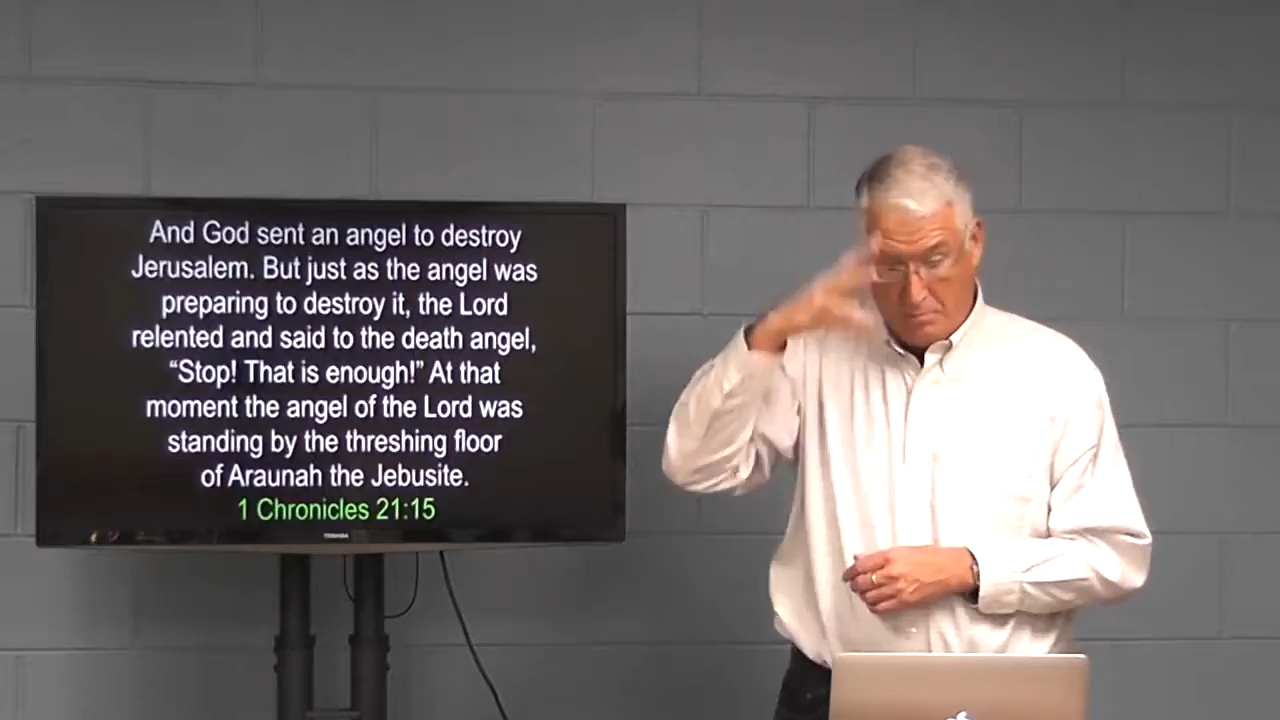 And God sent an angel to destroy
Jerusalem. But just as the angel was
preparing to destroy it, the Lord
relented and said to the death angel,
“Stop! That is enough!” At that
moment the angel of the Lord was
standing by the threshing floor
of Araunah the Jebusite.
1 Chronicles 21:15
TOSHIBA